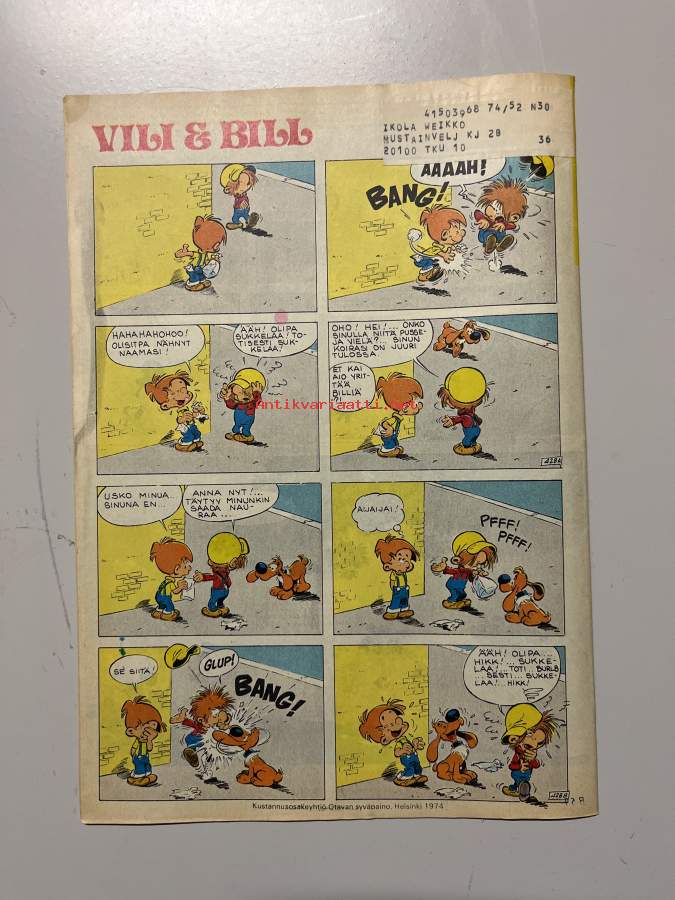 VILI & BILL
41503968 74/52 N30
IKOLA WEIKKO
MUSTAINVELJ KJ 2B 36
20100 TKU 10
AAAAH!
BANG!
HAHAHAHOHOO!
OLISITPA NÄHNYT
NAAMASI!
ÄÄH! OLIPA
SUKKELAA! TO-
TISESTI SUK-
KELAA!
OHO! HEI!... ONKO
SINULLA NIITÄ PUSSE-
JA VIELÄ?... SINUN
KOIRASI ON JUURI
TULOSSA
ET KAI
AIO YRIT-
TÄÄ
BILLIÄ
?!
Antikvariaatti.net
USKO MINUA...
SINUNA EN...
ANNA NYT!...
TÄYTYY MINUNKIN
SAADA NAU-
RAA...
AIJAIJAI!
PFFF!
PFFF!
SE SIITÄ!
GLUP!
BANG!
ÄÄH! OLIPA...
HIKK!... SUKKE-
LAA!... TOTI.. BURLB
...SESTI... SUKKE-
LAA!... HIKK!
Kustannusosakeyhtiö Otavan syväpaino, Helsinki 1974